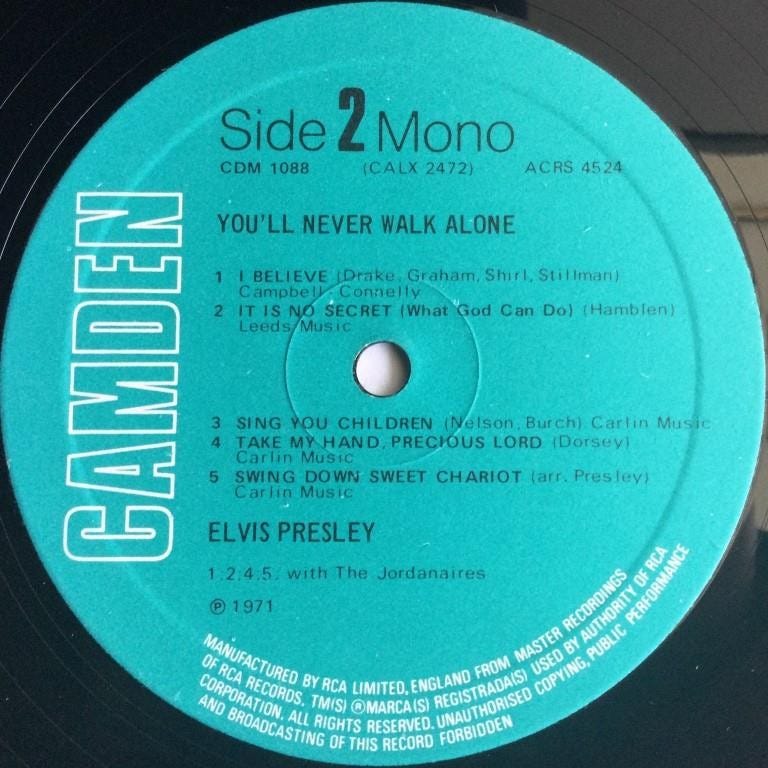 CAMDEN
Side 2 Mono
CDM 1088 (CALX 2472) ACRS 4524
YOU'LL NEVER WALK ALONE
1 I BELIEVE (Drake, Graham, Shirl, Stillman)
Campbell-Connelly
2 IT IS NO SECRET (What God Can Do) (Hamblen)
Leeds Music
3 SING YOU CHILDREN (Nelson, Burch) Carlin Music
4 TAKE MY HAND, PRECIOUS LORD (Dorsey)
Carlin Music
5 SWING DOWN SWEET CHARIOT (arr. Presley)
Carlin Music
ELVIS PRESLEY
1.2.4.5. with The Jordanaires
℗ 1971
MANUFACTURED BY RCA LIMITED, ENGLAND FROM MASTER RECORDINGS
OF RCA RECORDS, TM(S) ® MARCA(S) REGISTRADA(S) USED BY AUTHORITY OF RCA
CORPORATION. ALL RIGHTS RESERVED. UNAUTHORISED COPYING, PUBLIC PERFORMANCE
AND BROADCASTING OF THIS RECORD FORBIDDEN